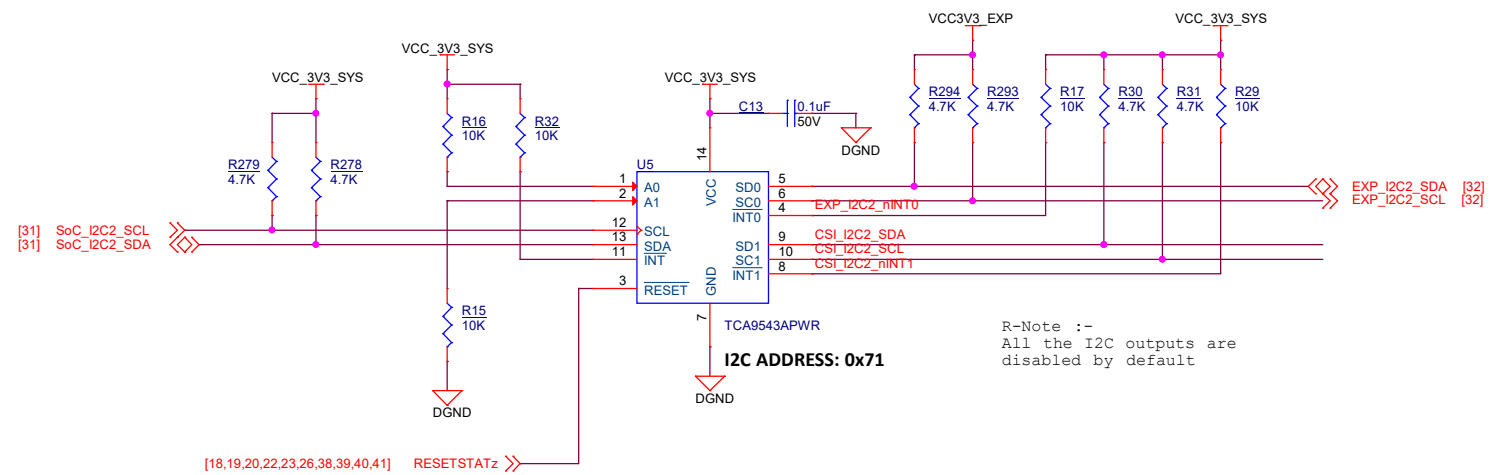 VCC3V3_EXP
VCC_3V3_SYS
VCC_3V3_SYS
VCC_3V3_SYS
VCC_3V3_SYS
R294
4.7K
R293
4.7K
R17
10K
R30
4.7K
R31
4.7K
R29
10K
C13
0.1uF
50V
DGND
R16
10K
R32
10K
R279
4.7K
R278
4.7K
U5
14
VCC
1
A0
2
A1
12
SCL
13
SDA
11
INT
3
RESET
GND
7
SD0
5
SC0
6
INT0
4
EXP_I2C2_nINT0
SD1
9
CSI_I2C2_SDA
SC1
10
CSI_I2C2_SCL
INT1
8
CSI_I2C2_nINT1
EXP_I2C2_SDA [32]
EXP_I2C2_SCL [32]
[31] SoC_I2C2_SCL
[31] SoC_I2C2_SDA
R15
10K
DGND
TCA9543APWR
I2C ADDRESS: 0x71
DGND
R-Note :-
All the I2C outputs are
disabled by default
[18,19,20,22,23,26,38,39,40,41] RESETSTATz